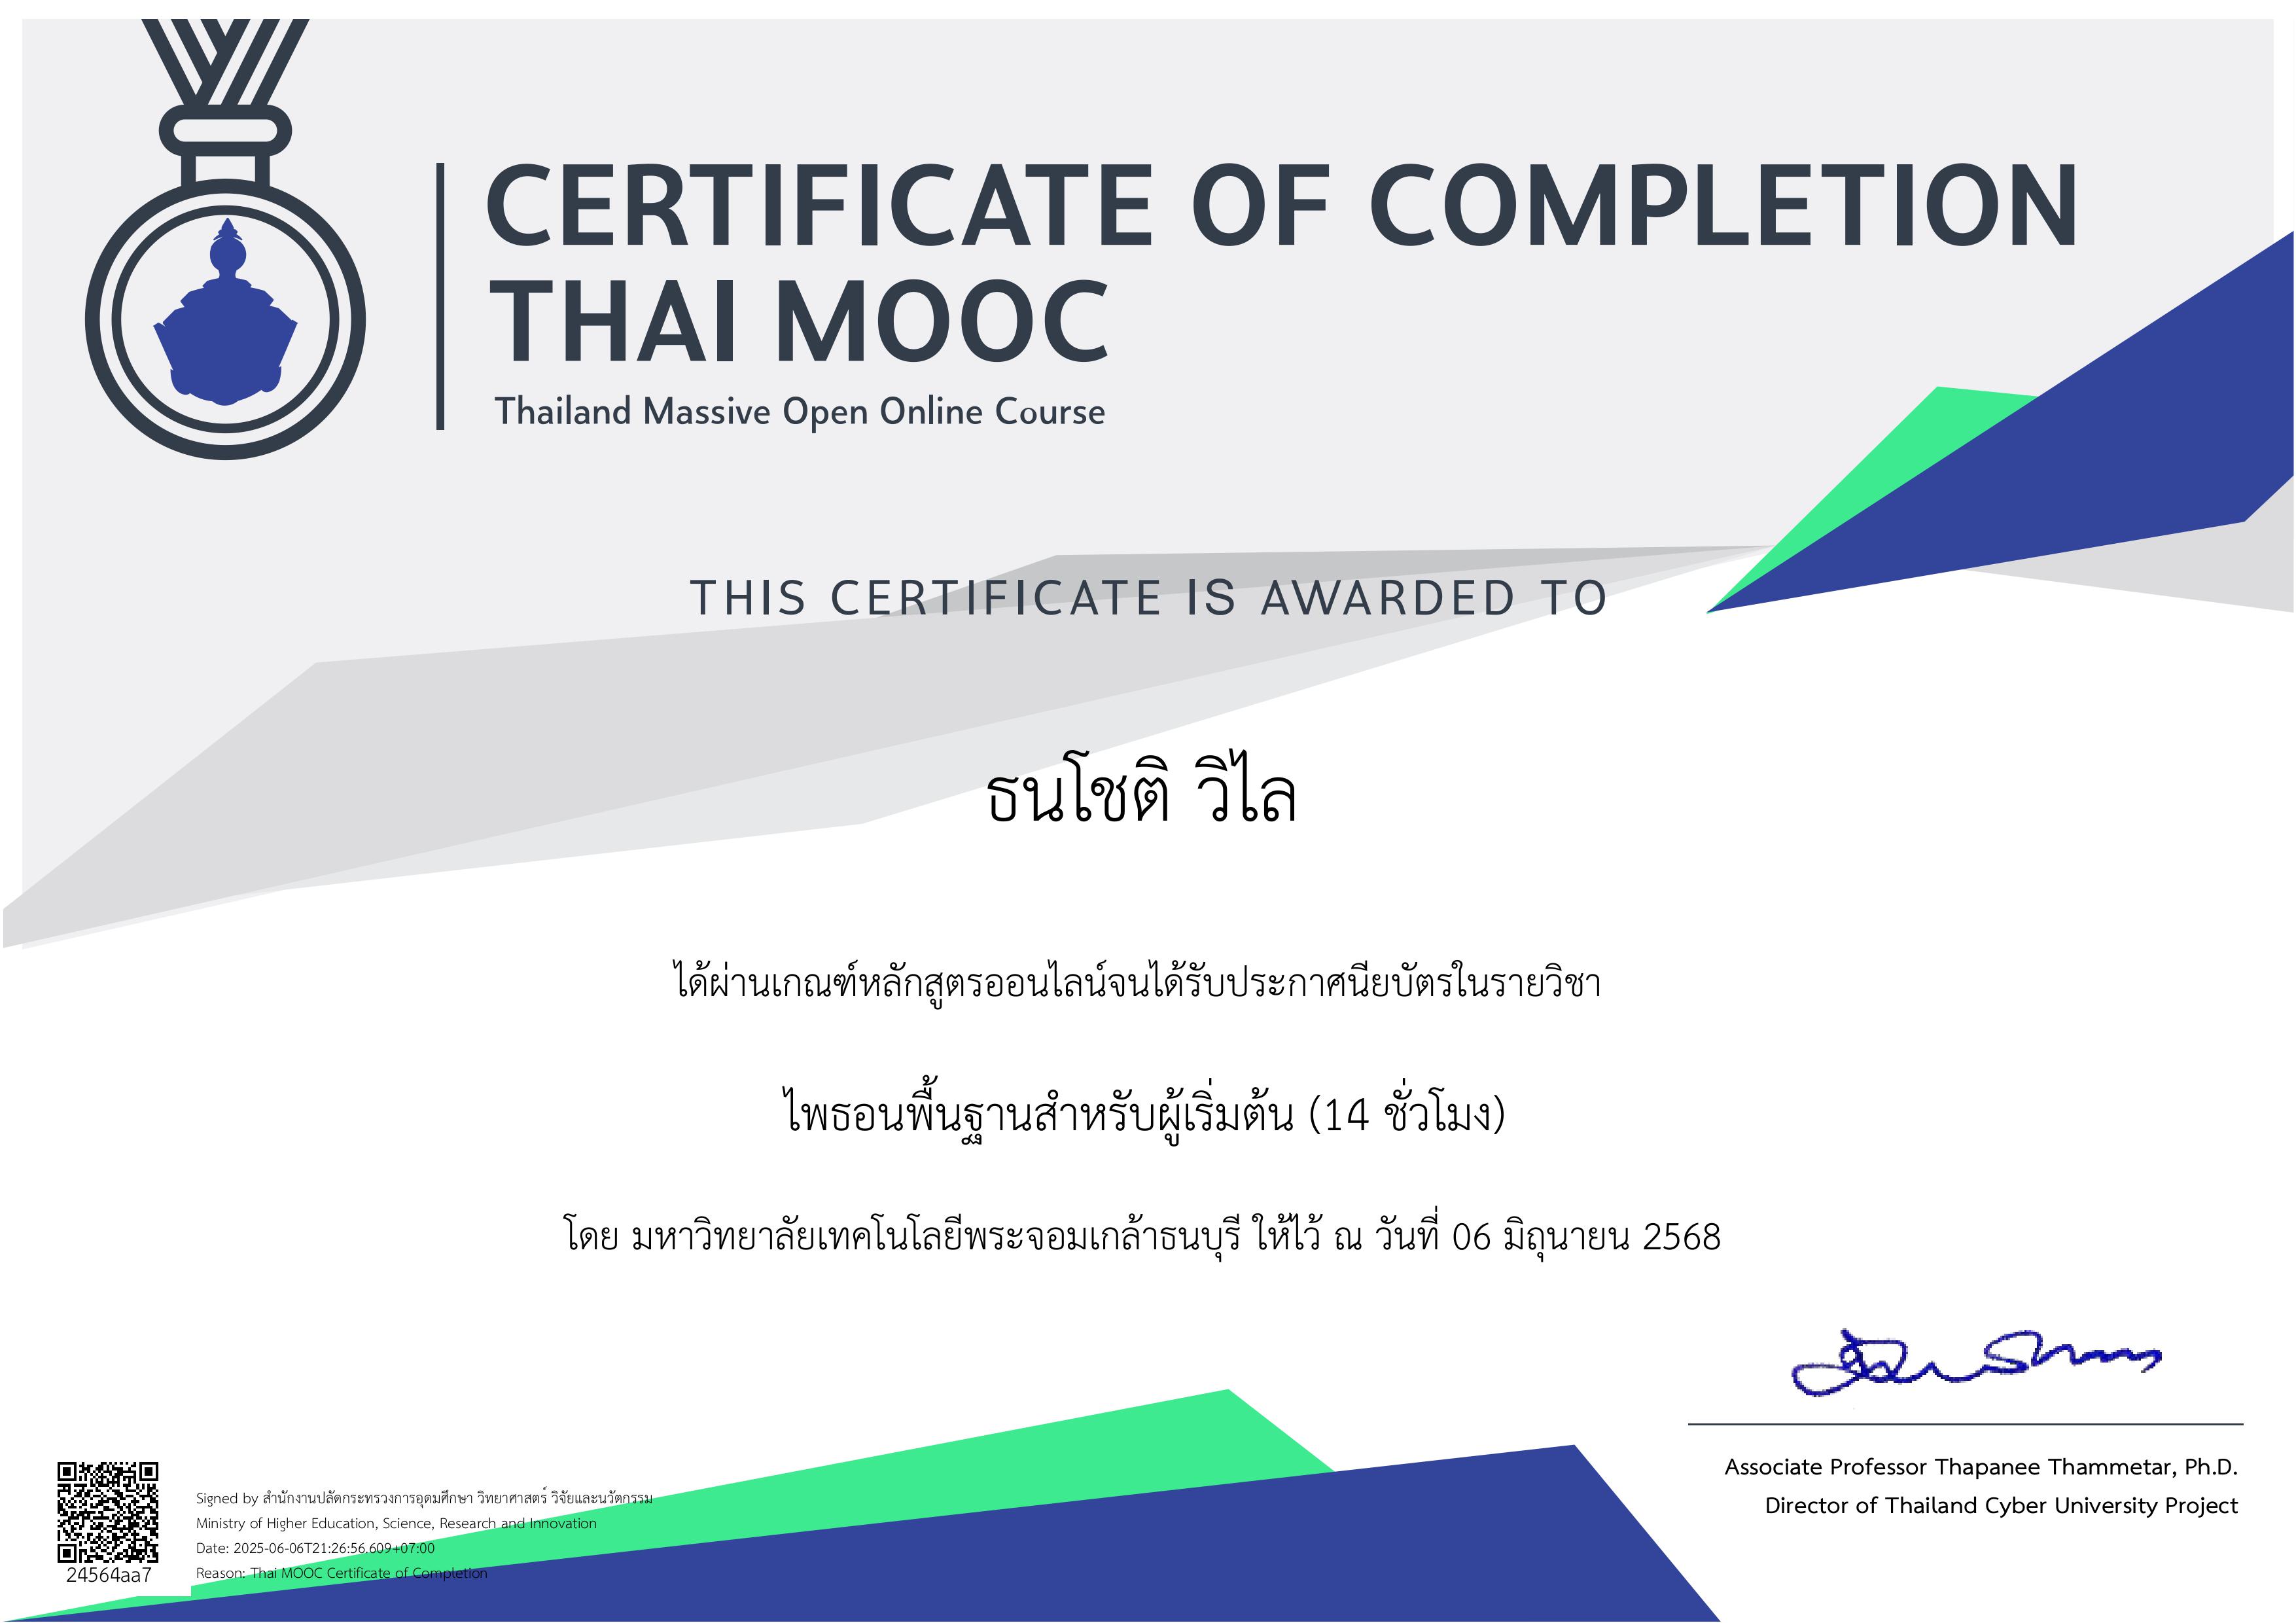 CERTIFICATE OF COMPLETION
THAI MOOC
Thailand Massive Open Online Course
THIS CERTIFICATE IS AWARDED TO
ธนโชติ วิไล
ได้ผ่านเกณฑ์หลักสูตรออนไลน์จนได้รับประกาศนียบัตรในรายวิชา
ไพธอนพื้นฐานสำหรับผู้เริ่มต้น (14 ชั่วโมง)
โดย มหาวิทยาลัยเทคโนโลยีพระจอมเกล้าธนบุรี ให้ไว้ ณ วันที่ 06 มิถุนายน 2568
Associate Professor Thapanee Thammetar, Ph.D.
Director of Thailand Cyber University Project
Signed by สำนักงานปลัดกระทรวงการอุดมศึกษา วิทยาศาสตร์ วิจัยและนวัตกรรม
Ministry of Higher Education, Science, Research and Innovation
Date: 2025-06-06T21:26:56.609+07:00
Reason: Thai MOOC Certificate of Completion
24564aa7